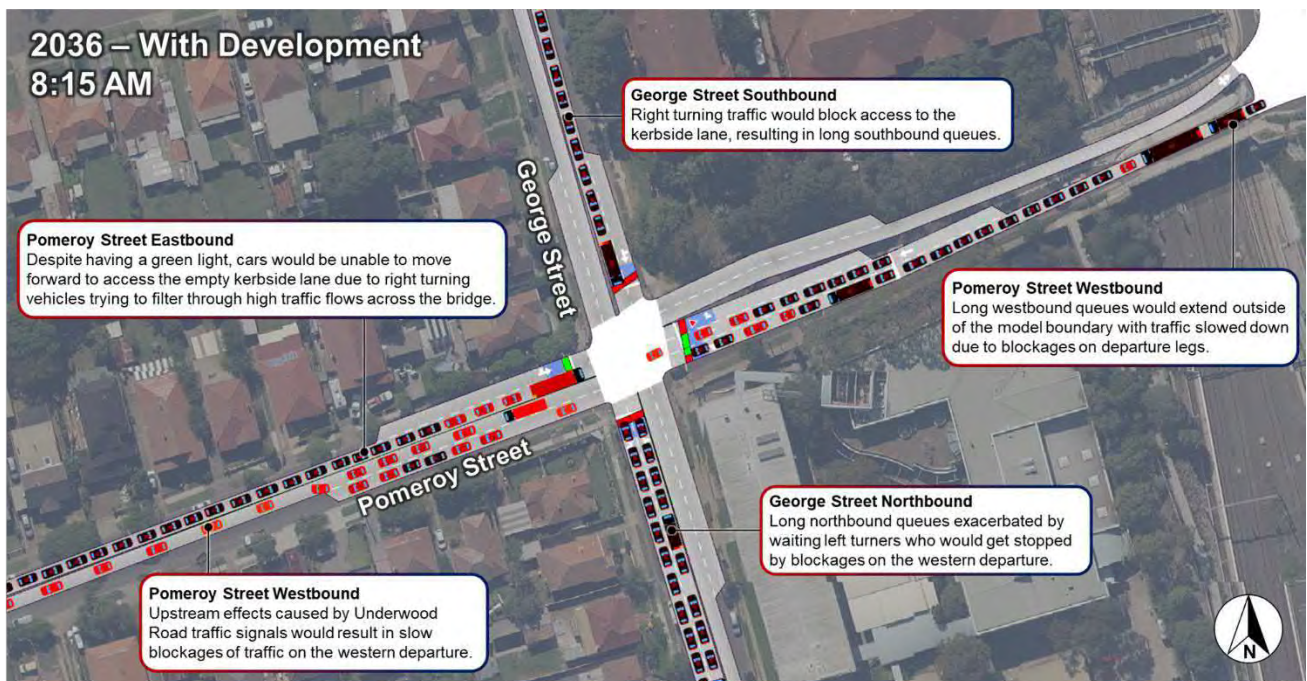 2036 – With Development
8:15 AM
George Street Southbound
Right turning traffic would block access to the
kerbside lane, resulting in long southbound queues.
George Street
Pomeroy Street Eastbound
Despite having a green light, cars would be unable to move
forward to access the empty kerbside lane due to right turning
vehicles trying to filter through high traffic flows across the bridge.
Pomeroy Street Westbound
Long westbound queues would extend outside
of the model boundary with traffic slowed down
due to blockages on departure legs.
Pomeroy Street
George Street Northbound
Long northbound queues exacerbated by
waiting left turners who would get stopped
by blockages on the western departure.
Pomeroy Street Westbound
Upstream effects caused by Underwood
Road traffic signals would result in slow
blockages of traffic on the western departure.
N